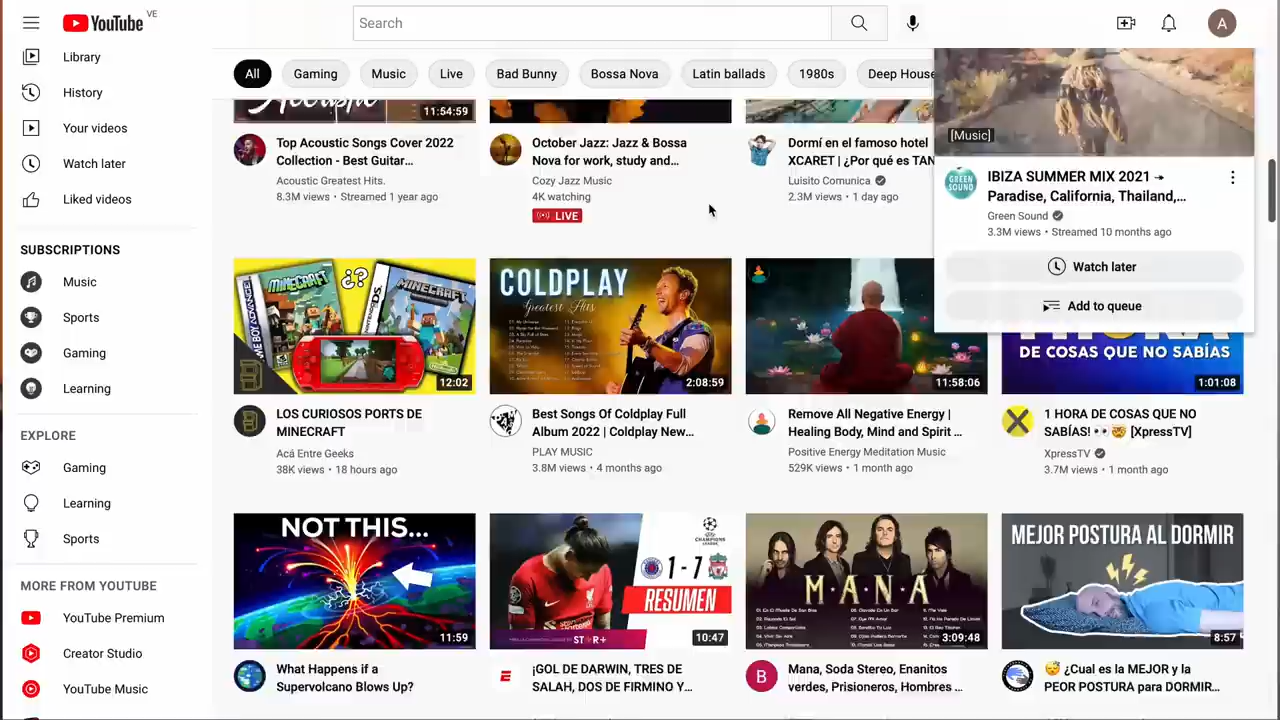 YouTube VE
Search
A
Library
History
Your videos
Watch later
Liked videos
SUBSCRIPTIONS
Music
Sports
Gaming
Learning
EXPLORE
Gaming
Learning
Sports
MORE FROM YOUTUBE
YouTube Premium
Creator Studio
YouTube Music
All
Gaming
Music
Live
Bad Bunny
Bossa Nova
Latin ballads
1980s
Deep House
11:54:59
Top Acoustic Songs Cover 2022
Collection - Best Guitar...
Acoustic Greatest Hits.
8.3M views • Streamed 1 year ago
October Jazz: Jazz & Bossa
Nova for work, study and...
Cozy Jazz Music
4K watching
LIVE
Dormí en el famoso hotel
XCARET | ¿Por qué es TAN
Luisito Comunica
2.3M views • 1 day ago
[Music]
GREEN
SOUND
IBIZA SUMMER MIX 2021
Paradise, California, Thailand,...
Green Sound
3.3M views • Streamed 10 months ago
Watch later
Add to queue
MINECRAFT
¿?
MINECRAFT
12:02
LOS CURIOSOS PORTS DE
MINECRAFT
Acá Entre Geeks
38K views • 18 hours ago
COLDPLAY
Greatest Hits
2:08:59
Best Songs Of Coldplay Full
Album 2022 | Coldplay New...
PLAY MUSIC
3.8M views • 4 months ago
11:58:06
Remove All Negative Energy |
Healing Body, Mind and Spirit ...
Positive Energy Meditation Music
529K views • 1 month ago
DE COSAS QUE NO SABÍAS
1:01:08
1 HORA DE COSAS QUE NO
SABÍAS! 👀🤯 [XpressTV]
XpressTV
3.7M views • 1 month ago
NOT THIS...
11:59
What Happens if a
Supervolcano Blows Up?
CHAMPIONS
LEAGUE
1 - 7
RESUMEN
ST★R+
10:47
¡GOL DE DARWIN, TRES DE
SALAH, DOS DE FIRMINO Y...
M·A·N·A
3:09:48
B
Mana, Soda Stereo, Enanitos
verdes, Prisioneros, Hombres ...
MEJOR POSTURA AL DORMIR
8:57
😴 ¿Cual es la MEJOR y la
PEOR POSTURA para DORMIR...